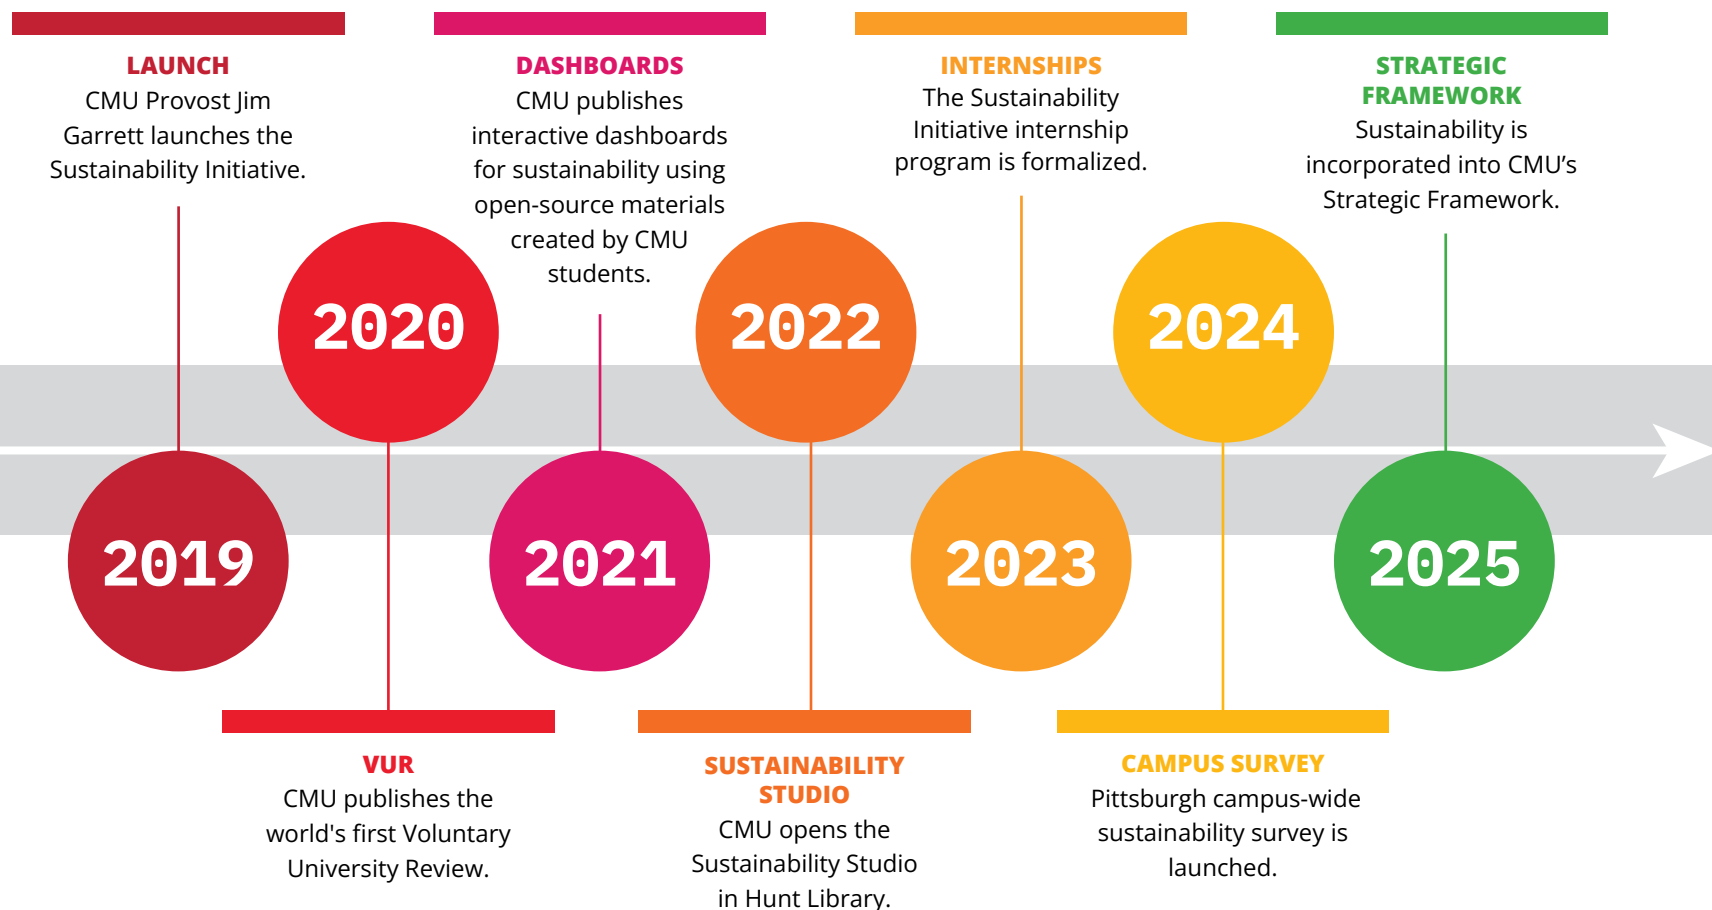 LAUNCH
CMU Provost Jim
Garrett launches the
Sustainability Initiative.
DASHBOARDS
CMU publishes
interactive dashboards
for sustainability using
open-source materials
created by CMU
students.
INTERNSHIPS
The Sustainability
Initiative internship
program is formalized.
STRATEGIC
FRAMEWORK
Sustainability is
incorporated into CMU’s
Strategic Framework.
2020
2022
2024
2019
2021
2023
2025
VUR
CMU publishes the
world's first Voluntary
University Review.
SUSTAINABILITY
STUDIO
CMU opens the
Sustainability Studio
in Hunt Library.
CAMPUS SURVEY
Pittsburgh campus-wide
sustainability survey is
launched.